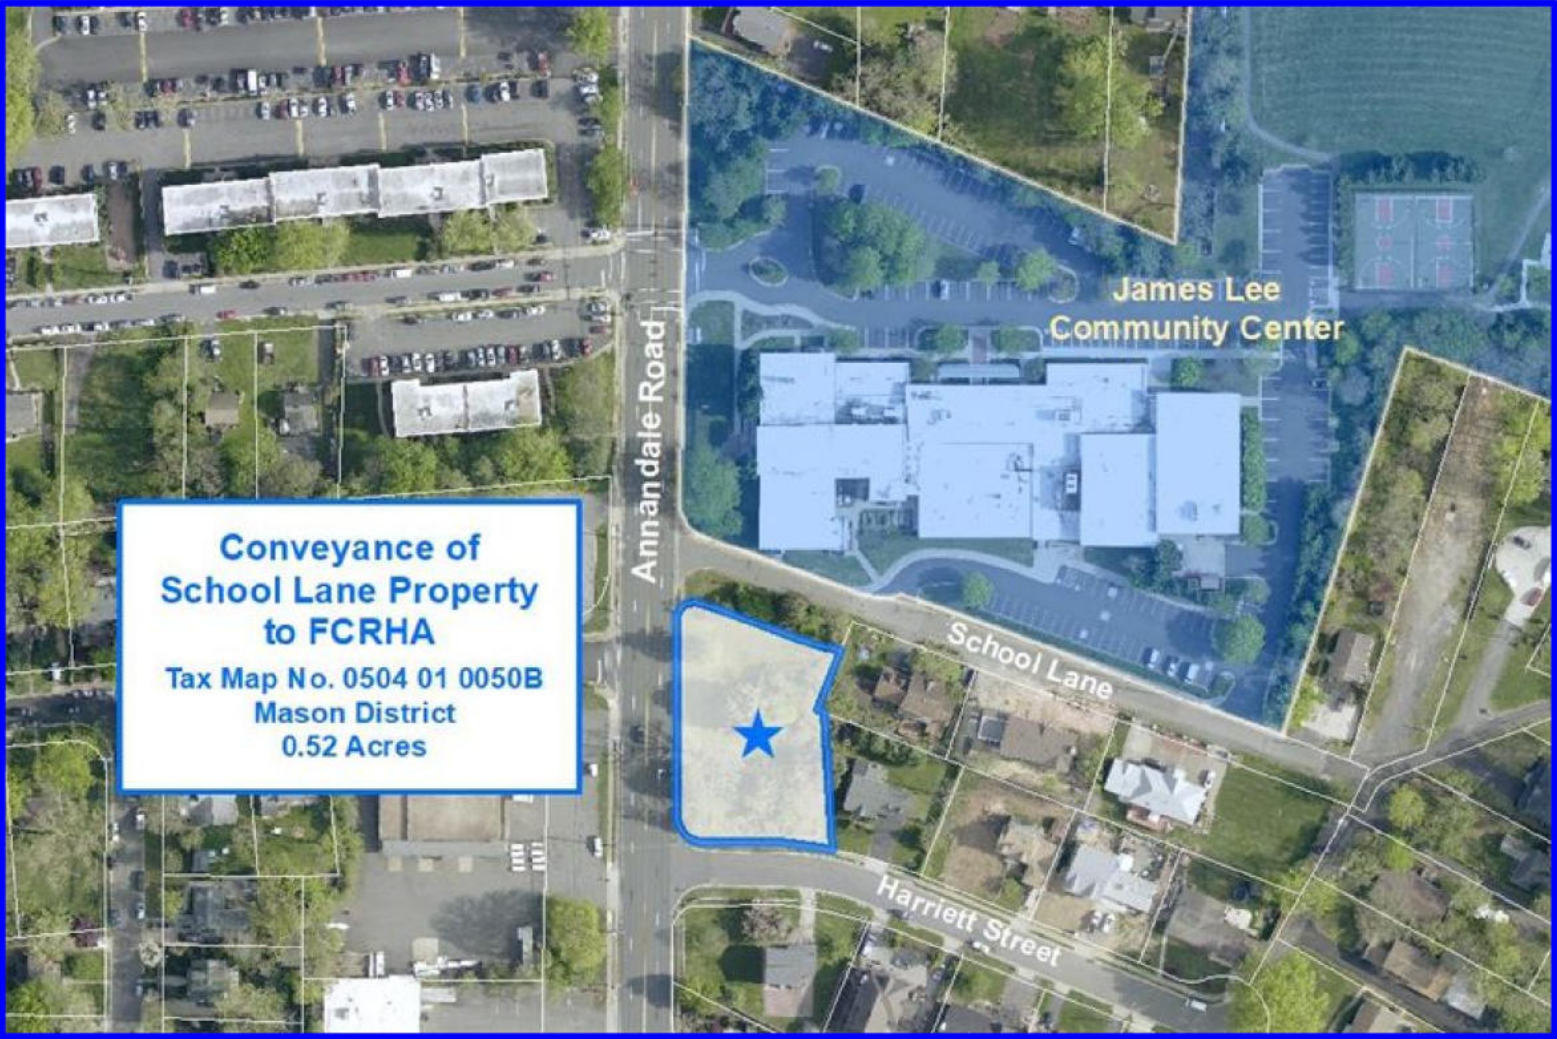 James Lee
Community Center
Annandale Road
Conveyance of
School Lane Property
to FCRHA
Tax Map No. 0504 01 0050B
Mason District
0.52 Acres
School Lane
Harriett Street